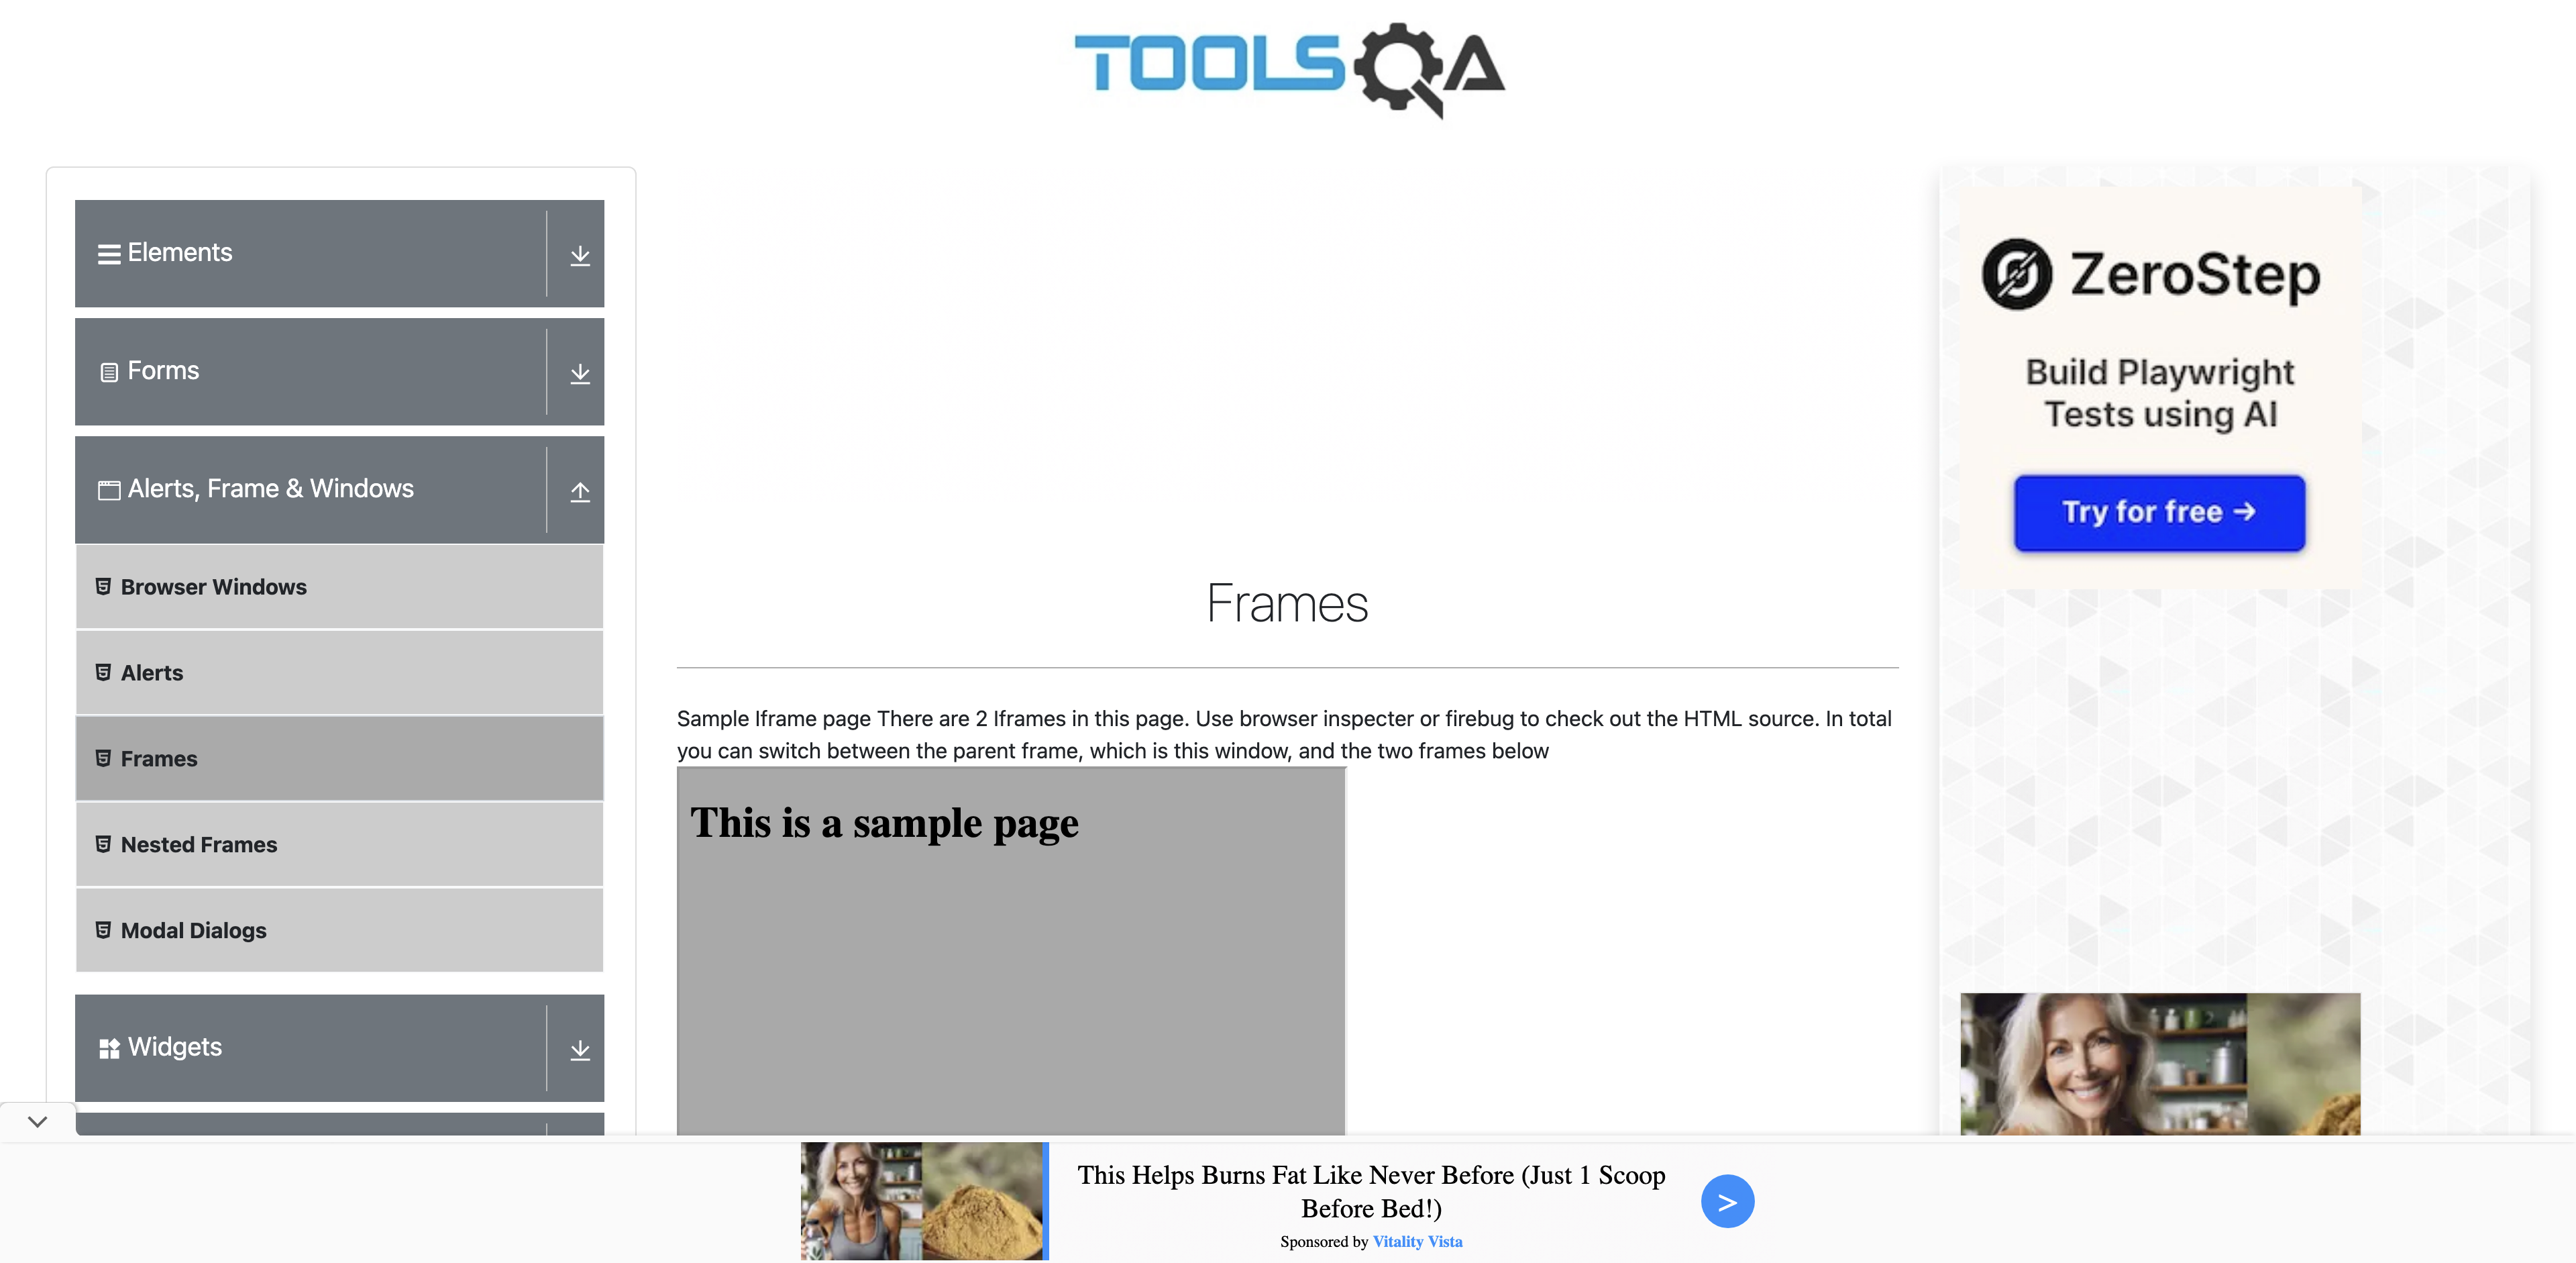 TOOLSQA
Elements
Forms
Alerts, Frame & Windows
Browser Windows
Alerts
Frames
Nested Frames
Modal Dialogs
Widgets
Frames
Sample Iframe page There are 2 Iframes in this page. Use browser inspecter or firebug to check out the HTML source. In total
you can switch between the parent frame, which is this window, and the two frames below
This is a sample page
ZeroStep
Build Playwright
Tests using AI
Try for free →
This Helps Burns Fat Like Never Before (Just 1 Scoop
Before Bed!)
Sponsored by Vitality Vista
>